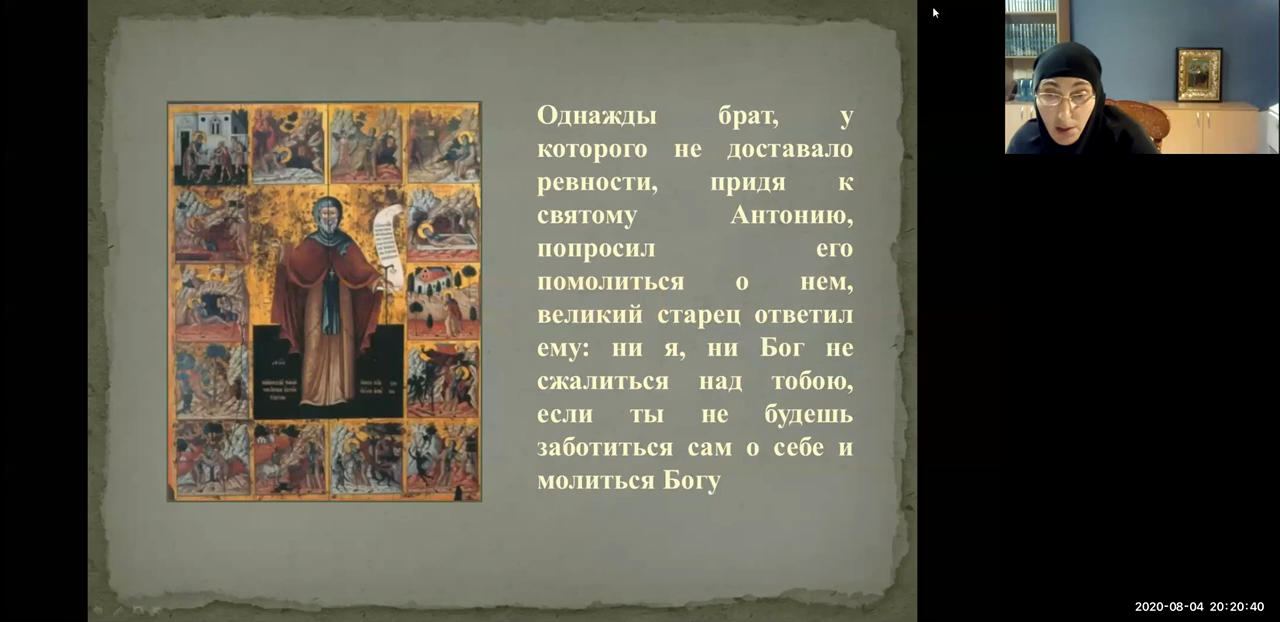 Однажды брат, у
которого не доставало
ревности, придя к
святому Антонию,
попросил его
помолиться о нем,
великий старец ответил
ему: ни я, ни Бог не
сжалиться над тобою,
если ты не будешь
заботиться сам о себе и
молиться Богу
2020-08-04 20:20:40